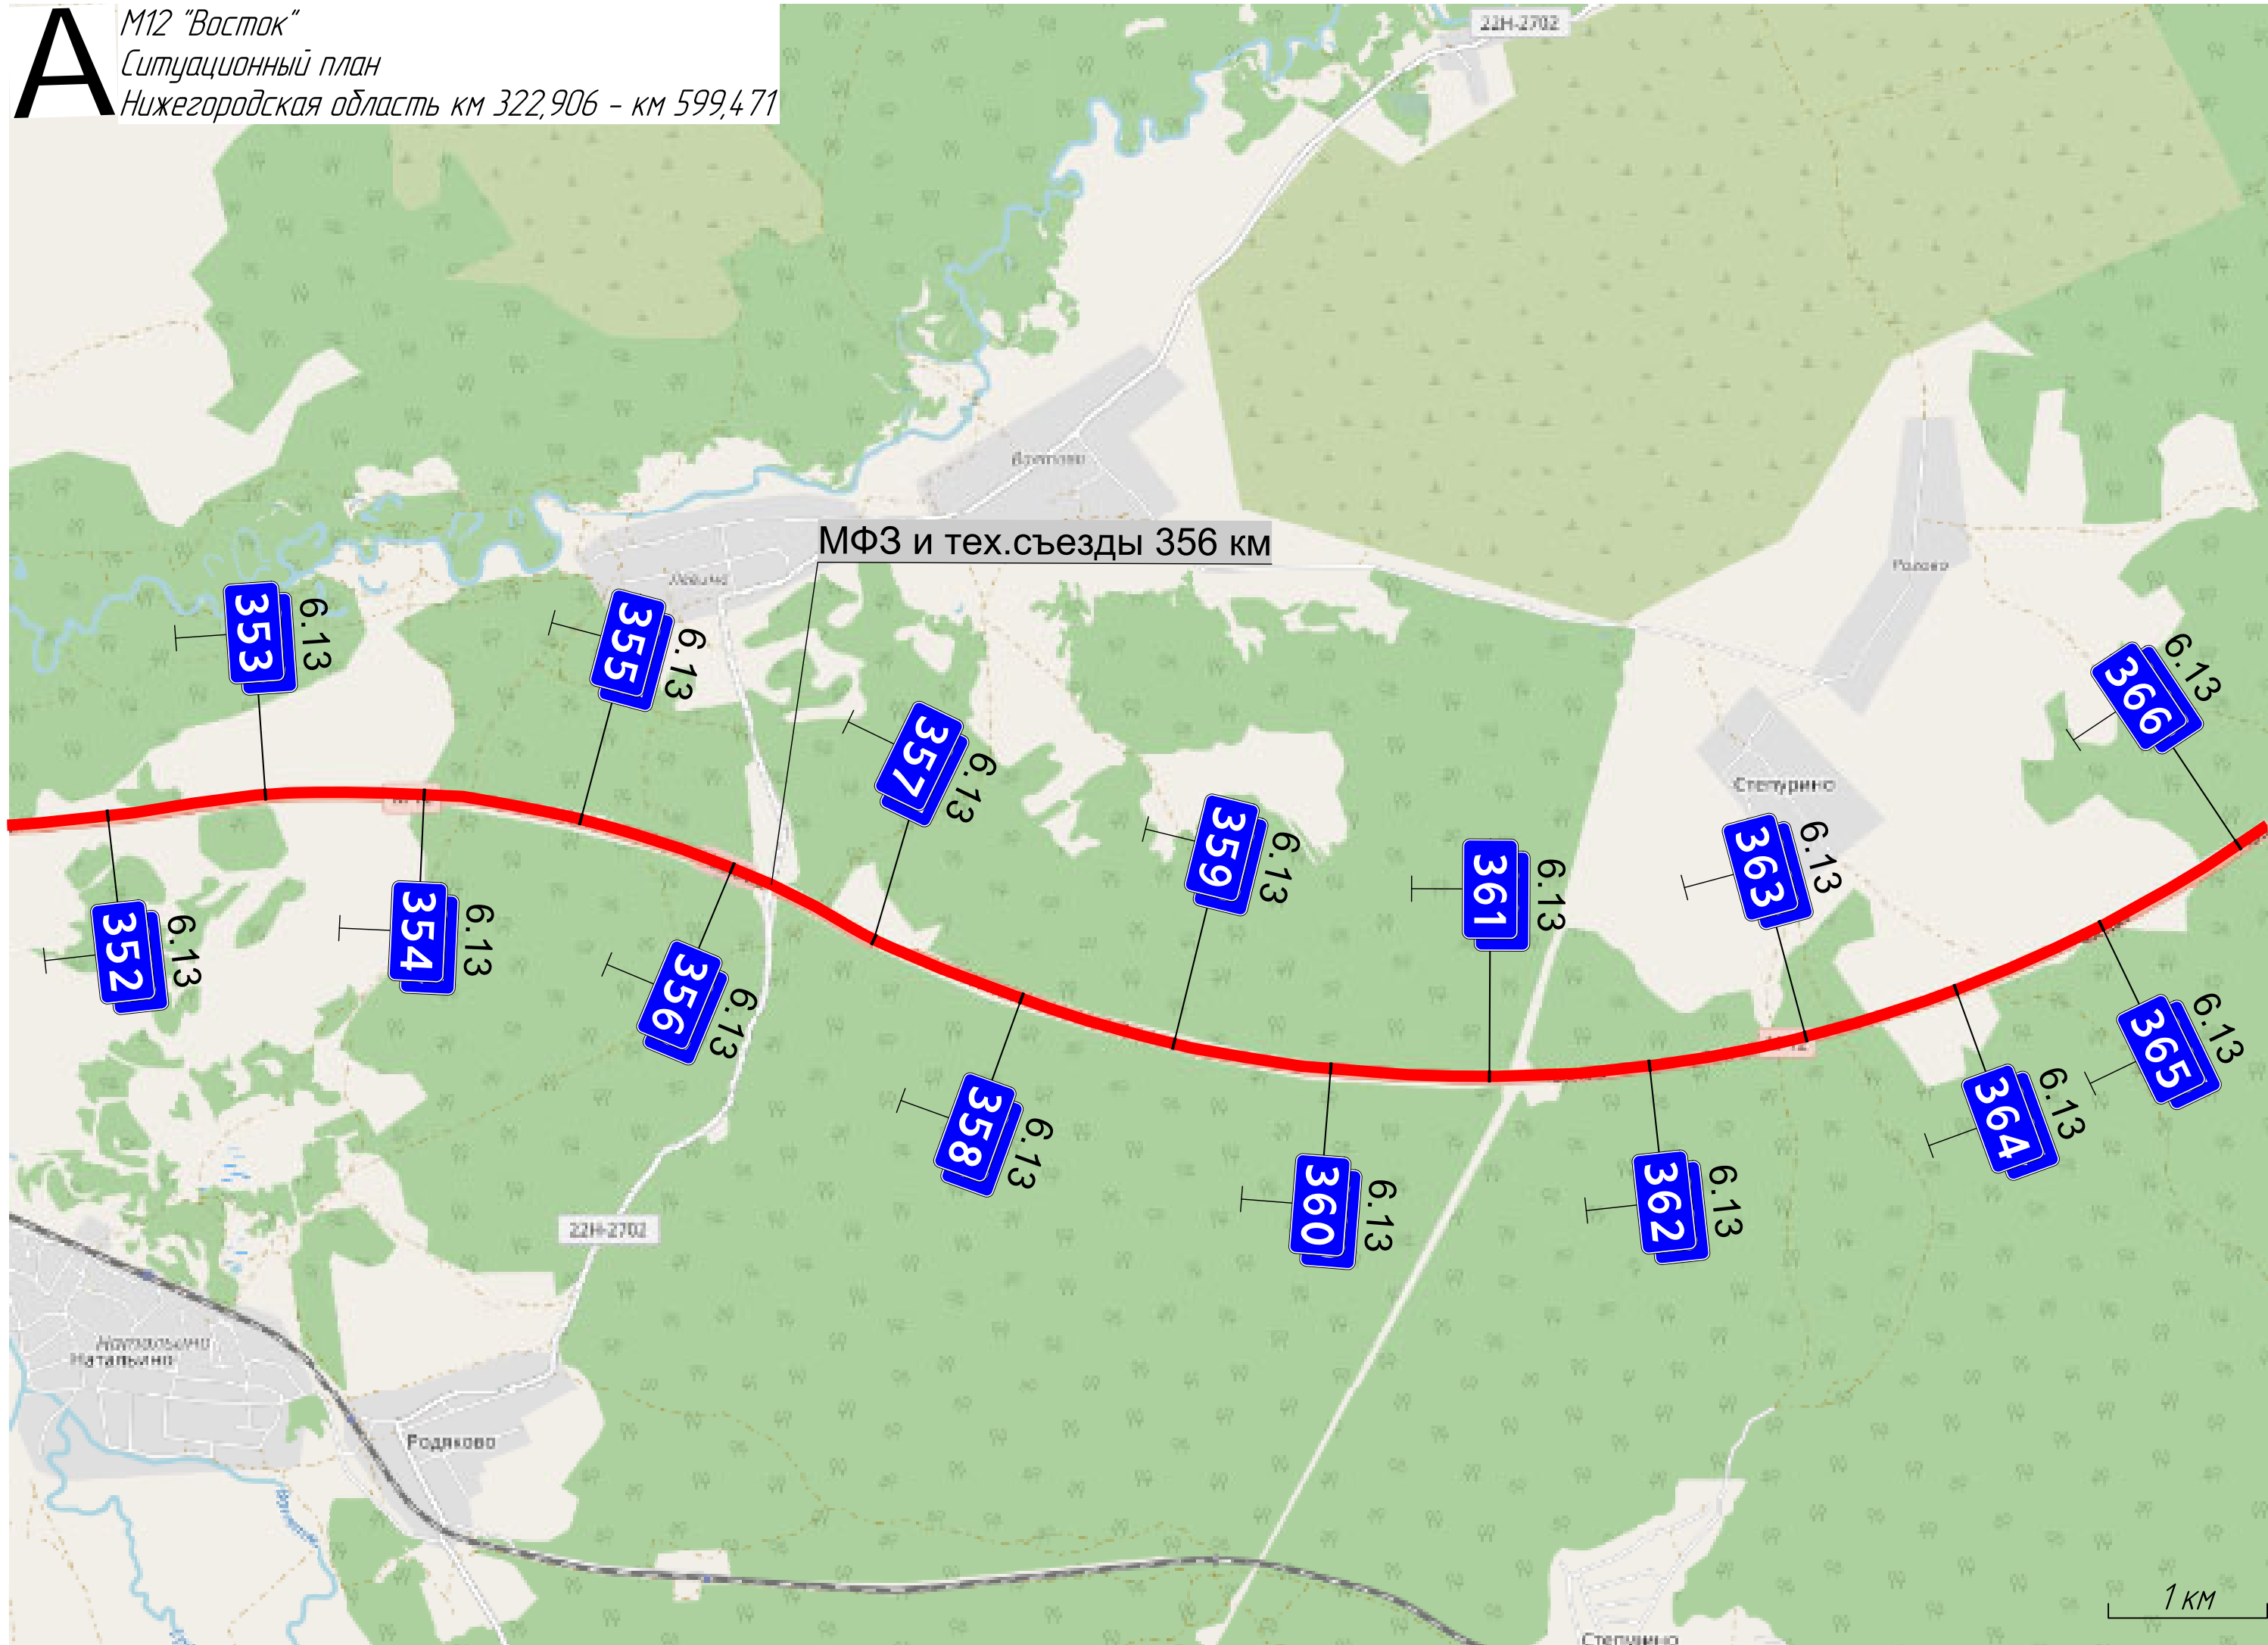 А
М12 "Восток"
Ситуационный план
Нижегородская область км 322,906 - км 599,471
22Н-2702
МФЗ и тех.съезды 356 км
353
6.13
355
6.13
357
6.13
359
6.13
361
6.13
363
6.13
366
6.13
Рогово
Степурино
352
6.13
354
6.13
356
6.13
358
6.13
360
6.13
362
6.13
364
6.13
365
6.13
22Н-2702
Натальино
Натальино
Родяково
Степурино
1 км